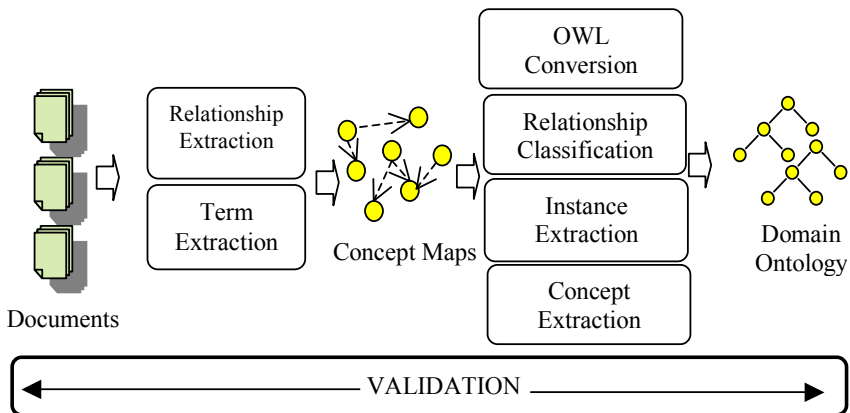 Documents
Relationship
Extraction
Term
Extraction
Concept Maps
OWL
Conversion
Relationship
Classification
Instance
Extraction
Concept
Extraction
Domain
Ontology
VALIDATION